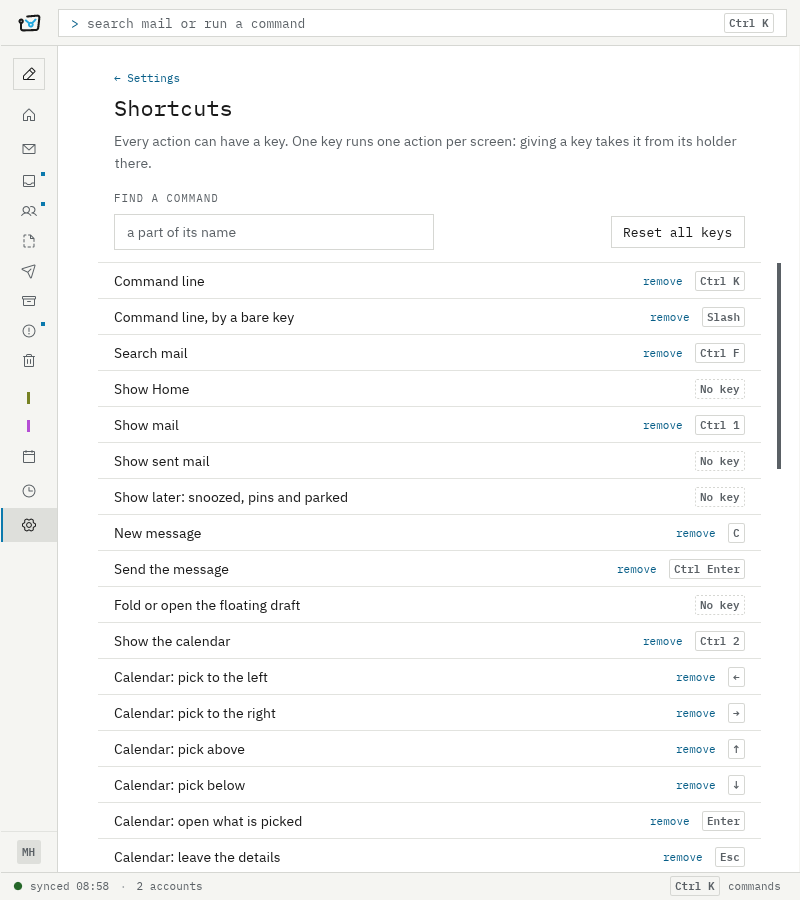 > search mail or run a command Ctrl K
← Settings
Shortcuts
Every action can have a key. One key runs one action per screen: giving a key takes it from its holder
there.
FIND A COMMAND
a part of its name
Reset all keys
Command line remove Ctrl K
Command line, by a bare key remove Slash
Search mail remove Ctrl F
Show Home No key
Show mail remove Ctrl 1
Show sent mail No key
Show later: snoozed, pins and parked No key
New message remove C
Send the message remove Ctrl Enter
Fold or open the floating draft No key
Show the calendar remove Ctrl 2
Calendar: pick to the left remove ←
Calendar: pick to the right remove →
Calendar: pick above remove ↑
Calendar: pick below remove ↓
Calendar: open what is picked remove Enter
Calendar: leave the details remove Esc
MH
synced 08:58 · 2 accounts Ctrl K commands